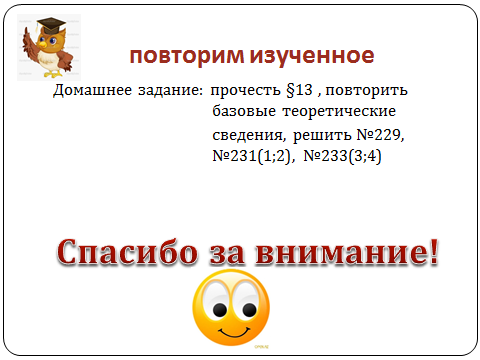 повторим изученное
Домашнее задание: прочесть §13 , повторить
базовые теоретические
сведения, решить №229,
№231(1;2), №233(3;4)
Спасибо за внимание!